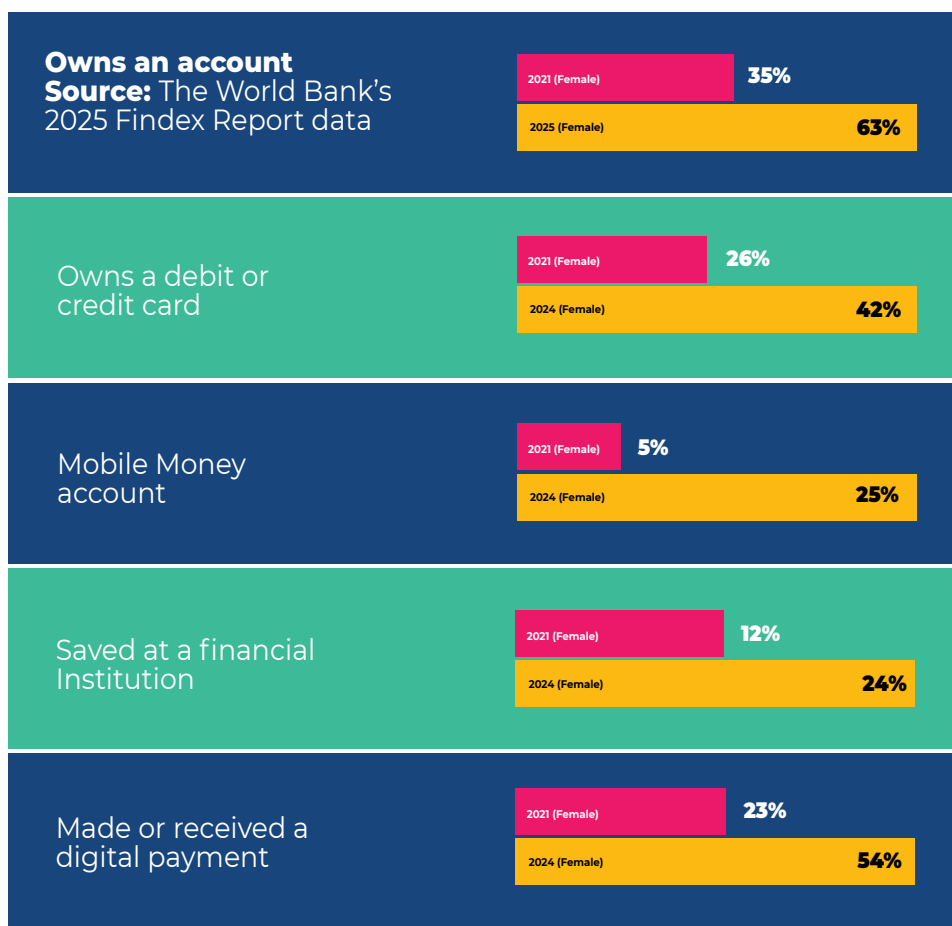 Owns an account
Source: The World Bank’s
2025 Findex Report data
2021 (Female)
35%
2025 (Female)
63%
Owns a debit or
credit card
2021 (Female)
26%
2024 (Female)
42%
Mobile Money
account
2021 (Female)
5%
2024 (Female)
25%
Saved at a financial
Institution
2021 (Female)
12%
2024 (Female)
24%
Made or received a
digital payment
2021 (Female)
23%
2024 (Female)
54%